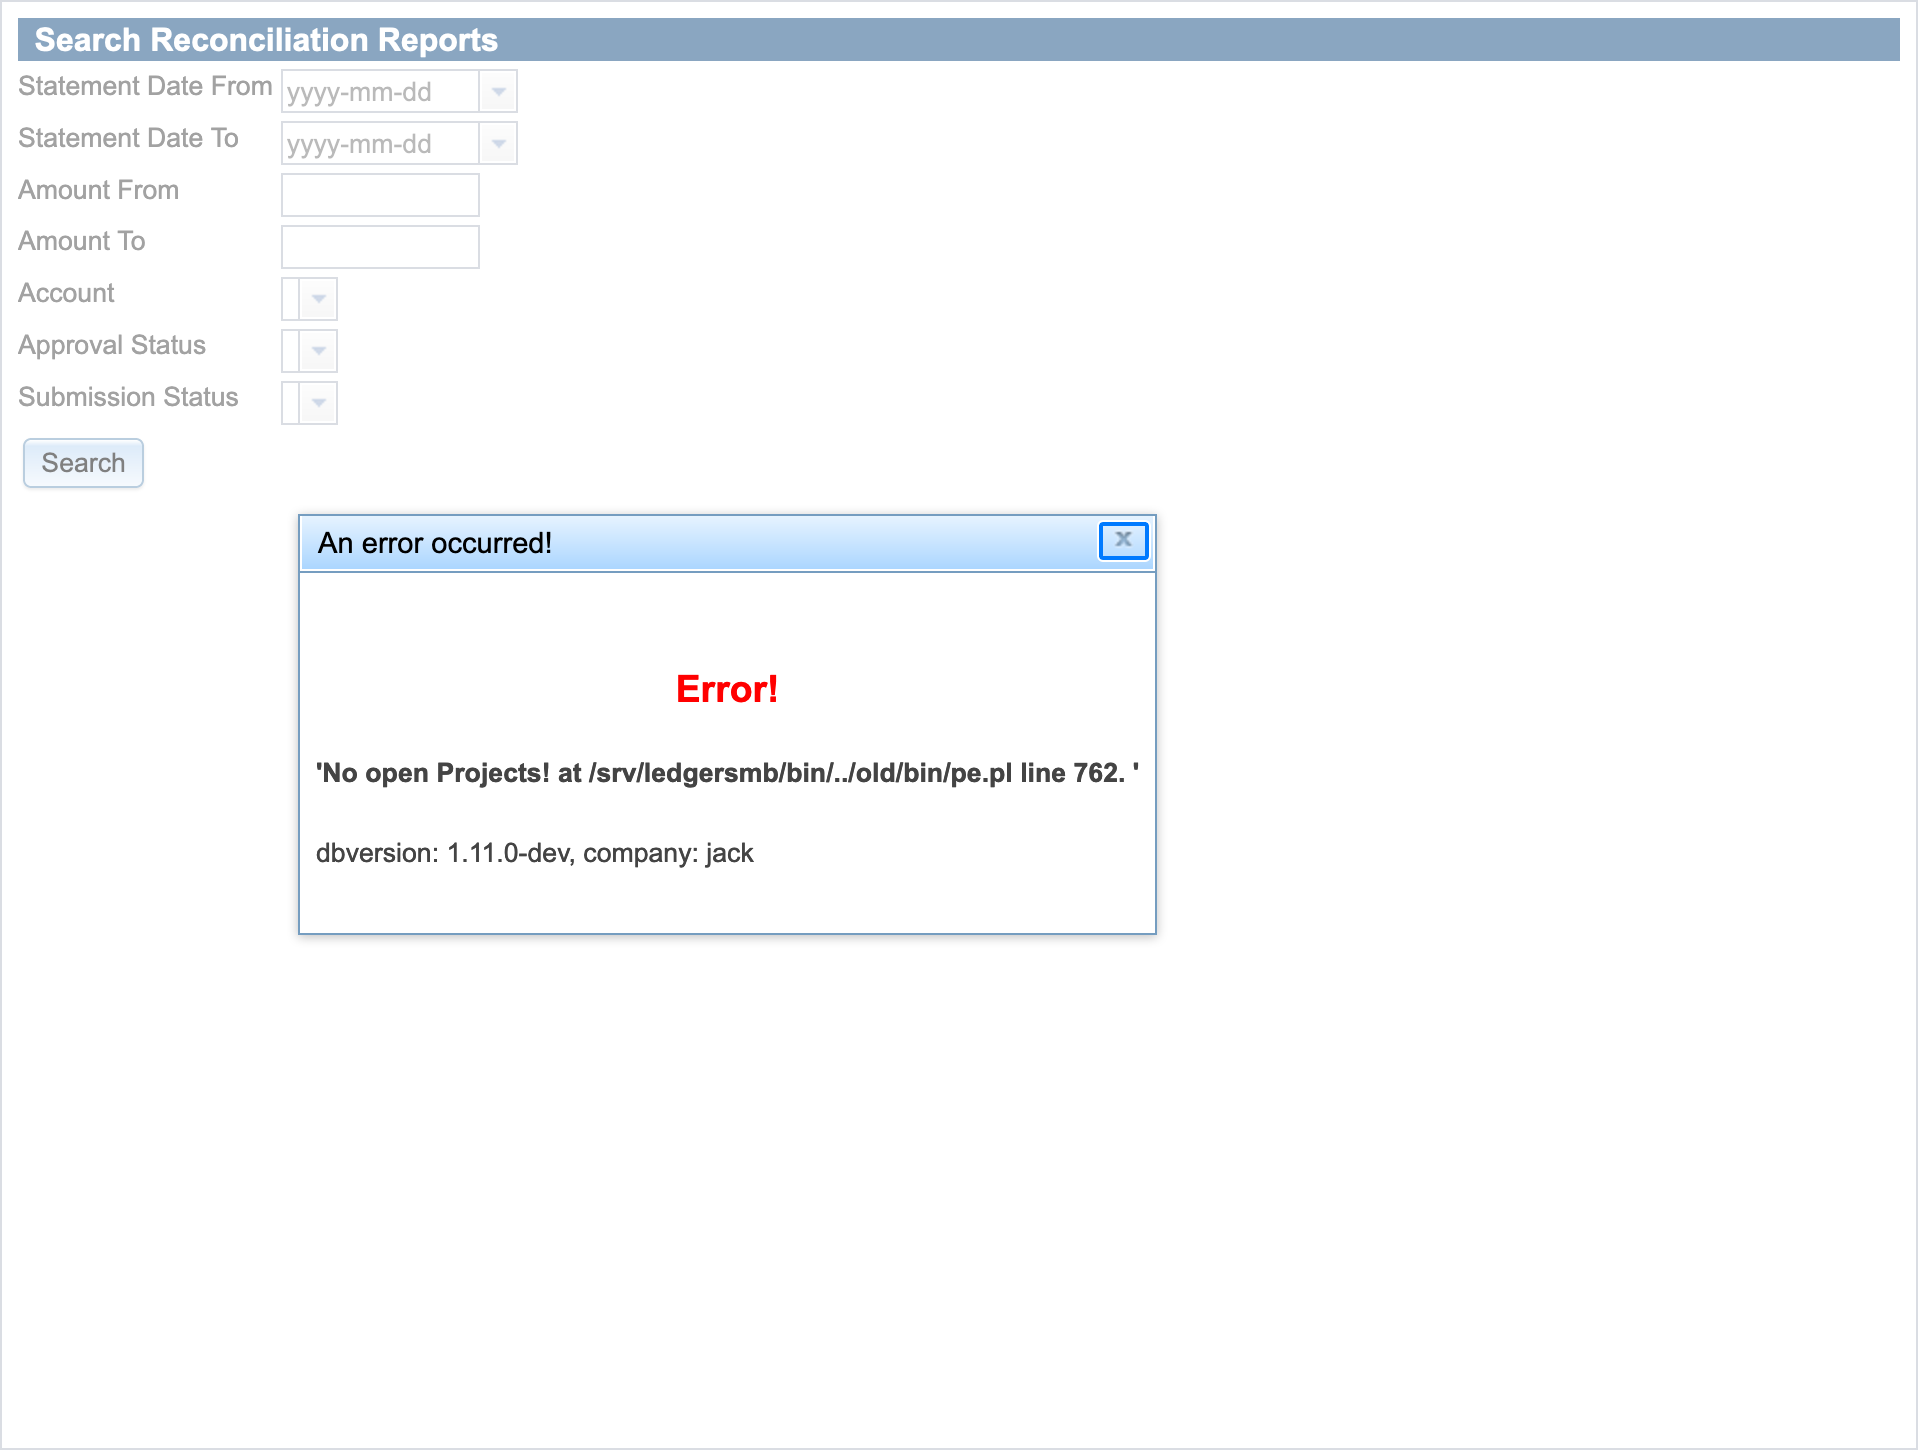 Search Reconciliation Reports
Statement Date From yyyy-mm-dd
Statement Date To yyyy-mm-dd
Amount From
Amount To
Account
Approval Status
Submission Status
Search
An error occurred! x
Error!
'No open Projects! at /srv/ledgersmb/bin/../old/bin/pe.pl line 762. '
dbversion: 1.11.0-dev, company: jack